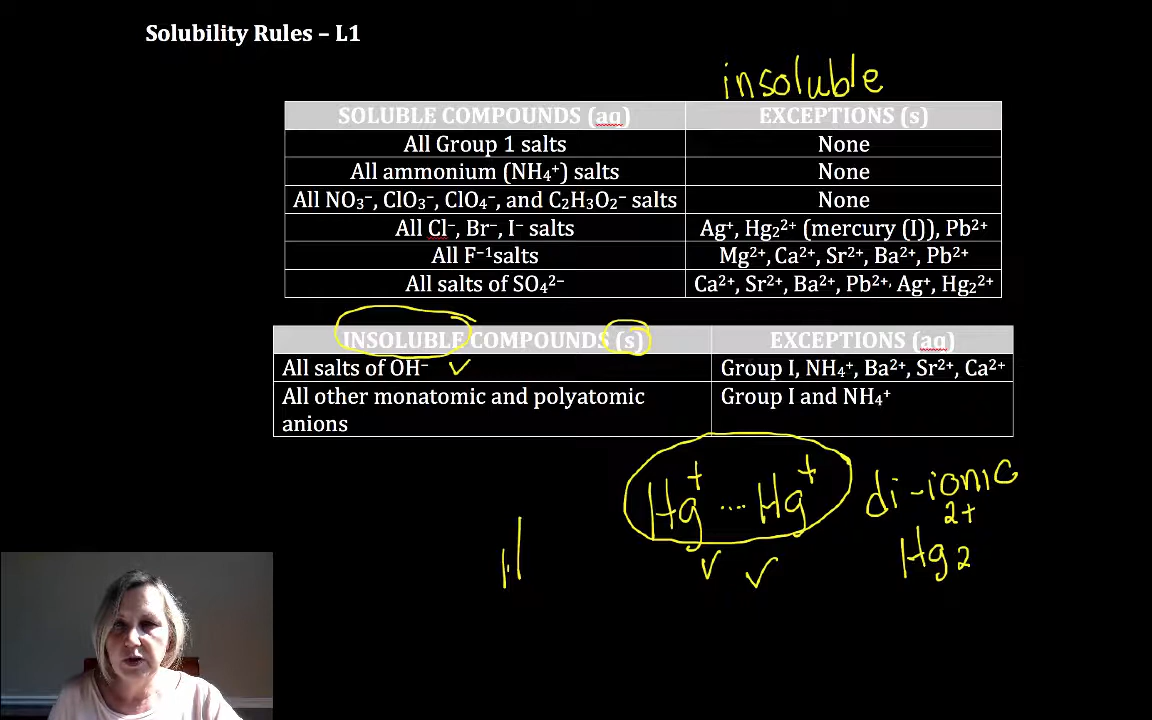 Solubility Rules – L1
insoluble
SOLUBLE COMPOUNDS (aq) EXCEPTIONS (s)
All Group 1 salts None
All ammonium (NH₄⁺) salts None
All NO₃⁻, ClO₃⁻, ClO₄⁻, and C₂H₃O₂⁻ salts None
All Cl⁻, Br⁻, I⁻ salts Ag⁺, Hg₂²⁺ (mercury (I)), Pb²⁺
All F⁻¹salts Mg²⁺, Ca²⁺, Sr²⁺, Ba²⁺, Pb²⁺
All salts of SO₄²⁻ Ca²⁺, Sr²⁺, Ba²⁺, Pb²⁺, Ag⁺, Hg₂²⁺
INSOLUBLE COMPOUNDS (s) EXCEPTIONS (aq)
All salts of OH⁻ ✓ Group I, NH₄⁺, Ba²⁺, Sr²⁺, Ca²⁺
All other monatomic and polyatomic Group I and NH₄⁺
anions
Hg⁺ ···· Hg⁺ di-ionic
✓ ✓ Hg₂²⁺